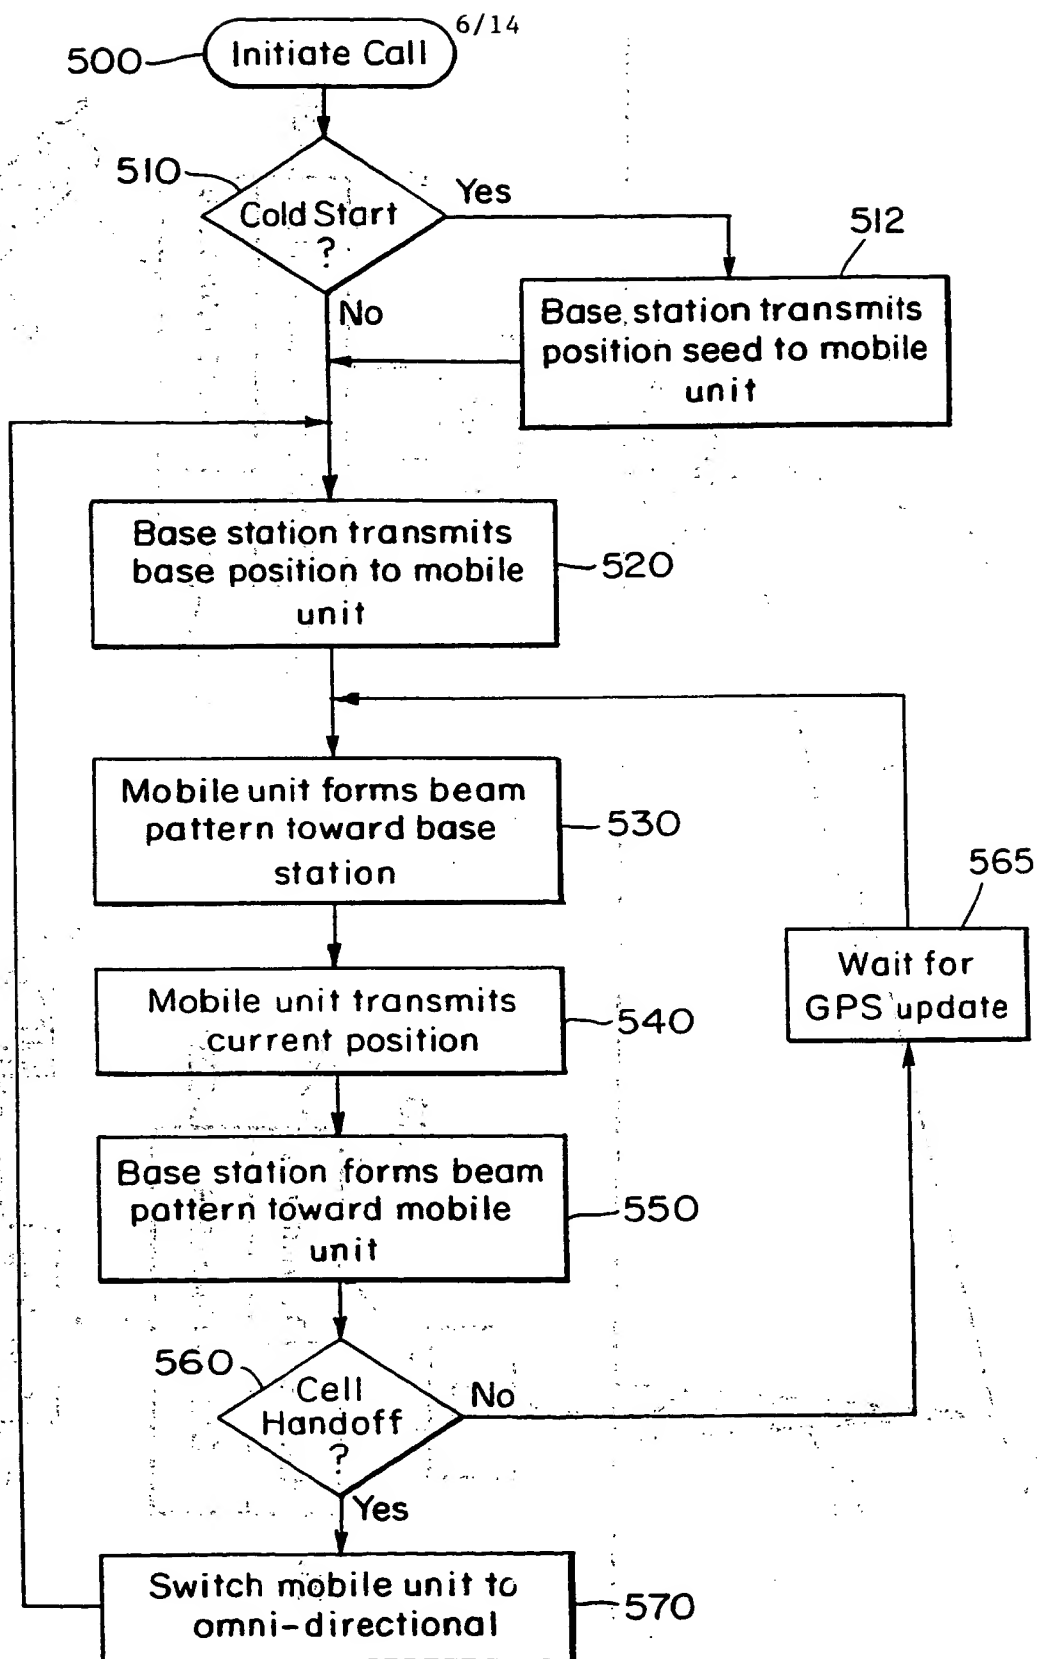 6/14
500
Initiate Call
510
Cold Start
?
Yes
No
512
Base station transmits
position seed to mobile
unit
Base station transmits
base position to mobile
unit
520
Mobile unit forms beam
pattern toward base
station
530
565
Wait for
GPS update
Mobile unit transmits
current position
540
Base station forms beam
pattern toward mobile
unit
550
560
Cell
Handoff
?
No
Yes
Switch mobile unit to
omni-directional
570